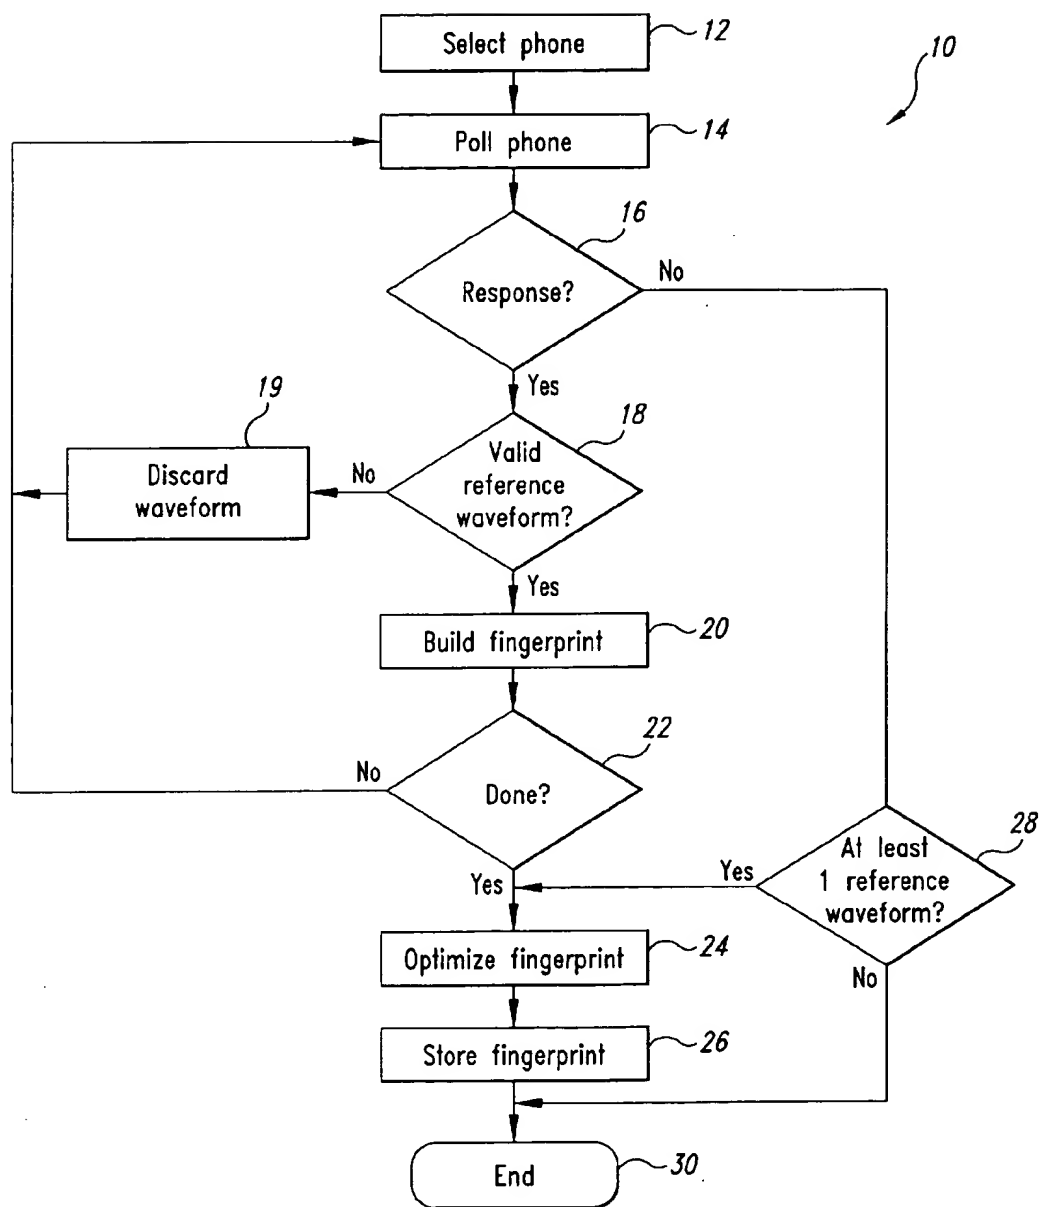 Select phone
12
10
Poll phone
14
16
Response?
No
Yes
19
18
Discard
waveform
No
Valid
reference
waveform?
Yes
Build fingerprint
20
22
No
Done?
28
Yes
Yes
At least
1 reference
waveform?
Optimize fingerprint
24
No
Store fingerprint
26
End
30